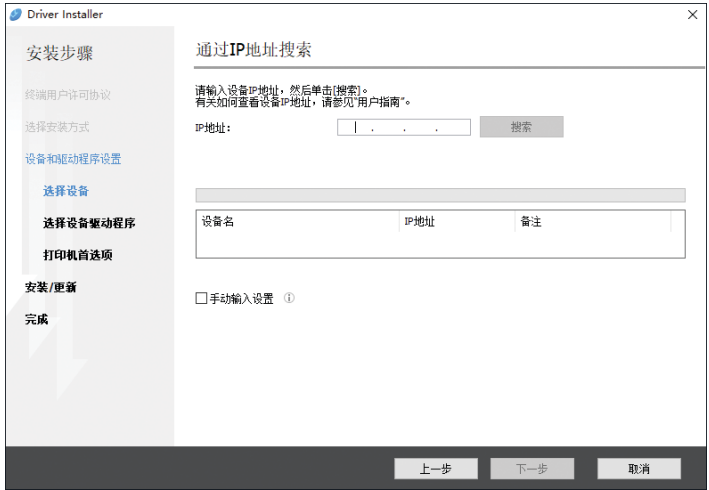 Driver Installer
安装步骤
终端用户许可协议
选择安装方式
设备和驱动程序设置
选择设备
选择设备驱动程序
打印机首选项
安装/更新
完成
通过IP地址搜索
请输入设备IP地址，然后单击[搜索]。
有关如何查看设备IP地址，请参见"用户指南"。
IP地址: . . . 搜索
设备名 IP地址 备注
手动输入设置
上一步 下一步 取消